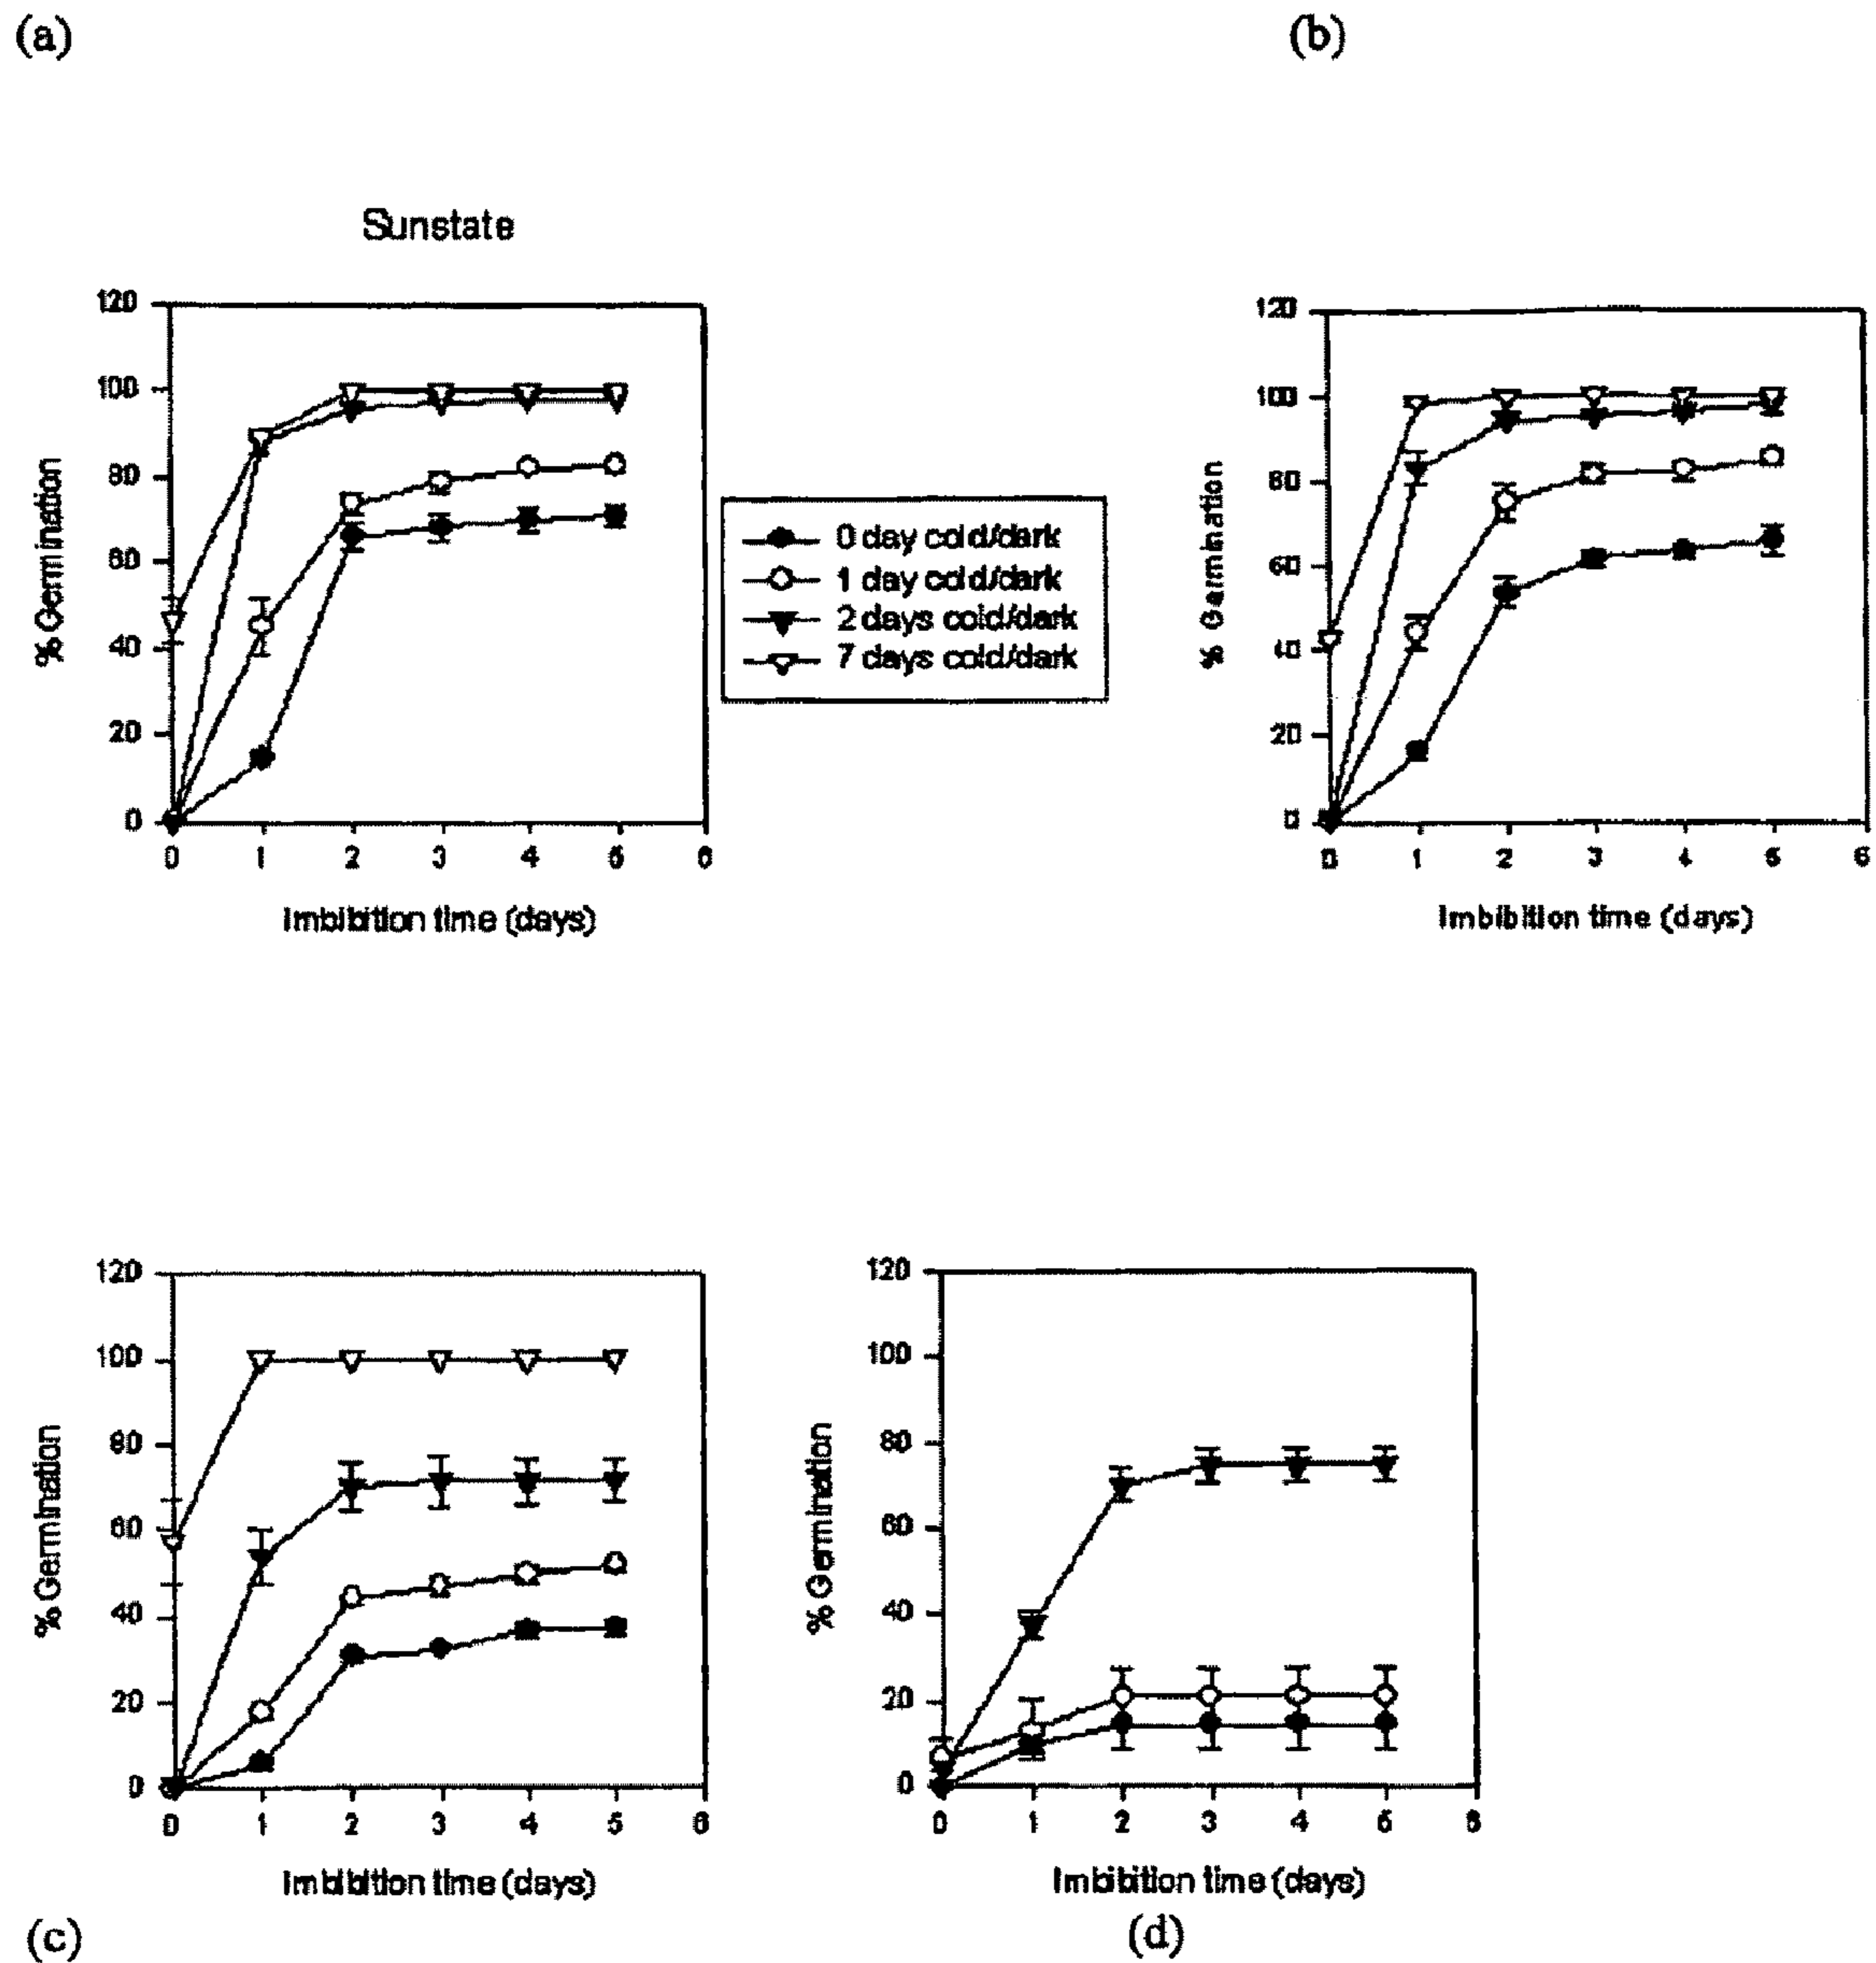 (a)
(b)
Sunstate
120
100
80
60
40
20
0
% Germination
0 1 2 3 4 5 6
Imbibition time (days)
0 day cold/dark
1 day cold/dark
2 days cold/dark
7 days cold/dark
120
100
80
60
40
20
0
% Germination
0 1 2 3 4 5 6
Imbibition time (days)
120
100
80
60
40
20
0
% Germination
0 1 2 3 4 5 6
Imbibition time (days)
120
100
80
60
40
20
0
% Germination
0 1 2 3 4 5 6
Imbibition time (days)
(c)
(d)